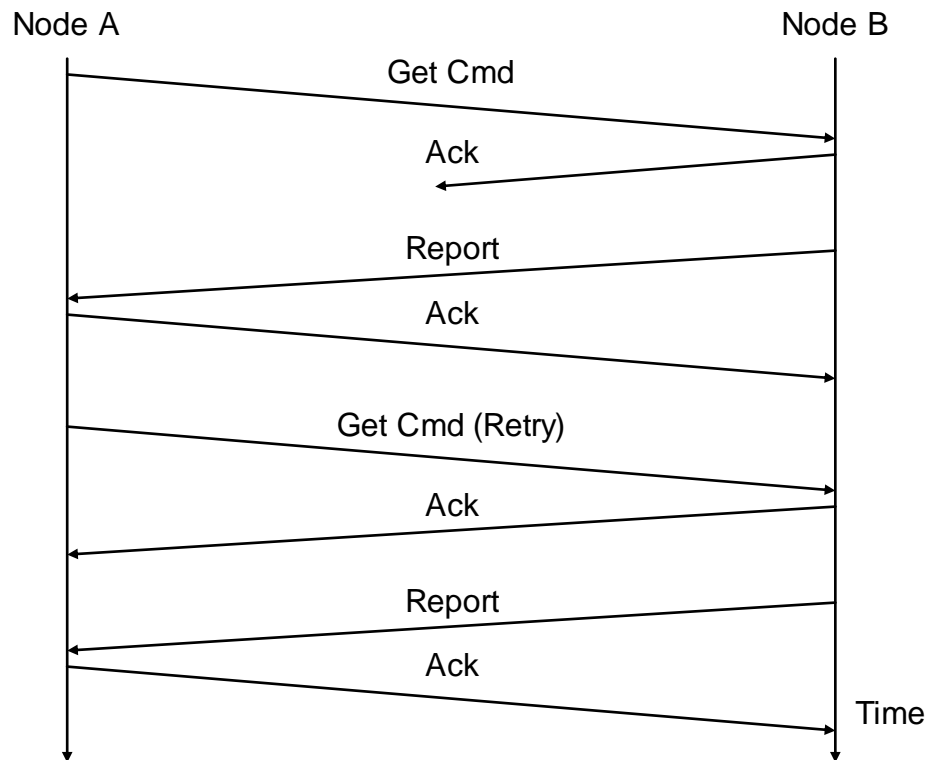 Node A
Node B
Get Cmd
Ack
Report
Ack
Get Cmd (Retry)
Ack
Report
Ack
Time